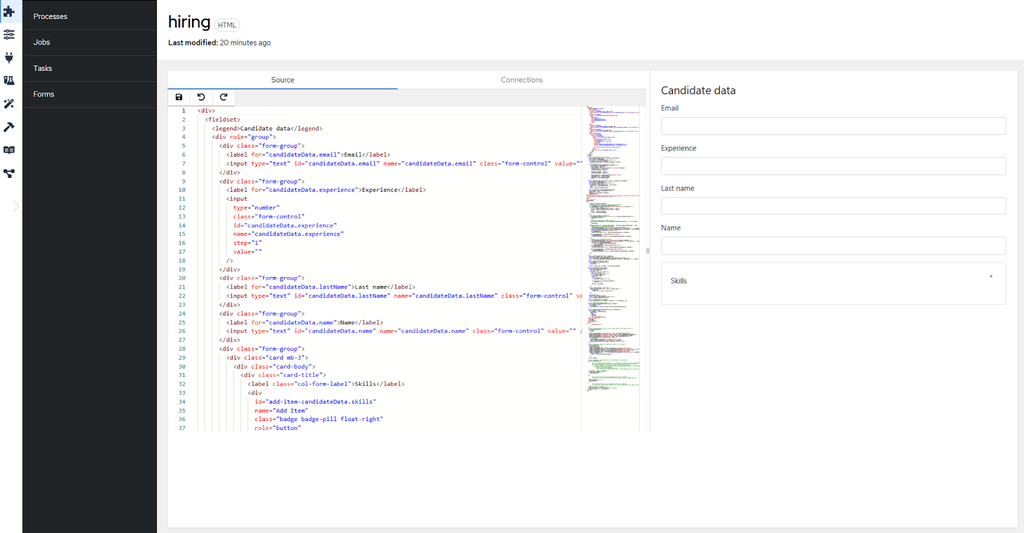 Processes
Jobs
Tasks
Forms
hiring
HTML
Last modified: 20 minutes ago
Source
Connections
1 <div>
2 <fieldset>
3 <legend>Candidate data</legend>
4 <div role="group">
5 <div class="form-group">
6 <label for="candidateData.email">Email</label>
7 <input type="text" id="candidateData.email" name="candidateData.email" class="form-control" value=""
8 </div>
9 <div class="form-group">
10 <label for="candidateData.experience">Experience</label>
11 <input
12 type="number"
13 class="form-control"
14 id="candidateData.experience"
15 name="candidateData.experience"
16 step="1"
17 value=""
18 />
19 </div>
20 <div class="form-group">
21 <label for="candidateData.lastName">Last name</label>
22 <input type="text" id="candidateData.lastName" name="candidateData.lastName" class="form-control" va
23 </div>
24 <div class="form-group">
25 <label for="candidateData.name">Name</label>
26 <input type="text" id="candidateData.name" name="candidateData.name" class="form-control" value="" /
27 </div>
28 <div class="form-group">
29 <div class="card mb-3">
30 <div class="card-body">
31 <div class="card-title">
32 <label class="col-form-label">Skills</label>
33 <div
34 id="add-item-candidateData.skills"
35 name="Add Item"
36 class="badge badge-pill float-right"
37 role="button"
Candidate data
Email
Experience
Last name
Name
Skills